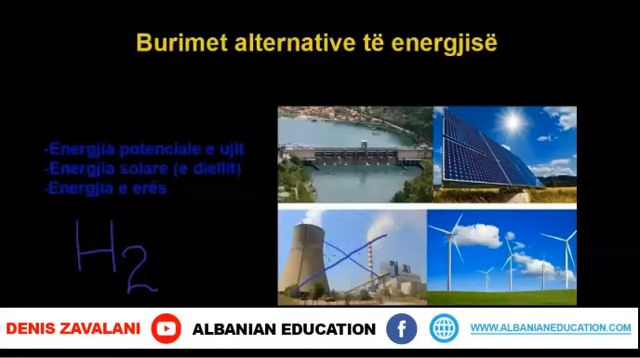 Burimet alternative të energjisë
-Energjia potenciale e ujit
-Energjia solare (e diellit)
-Energjia e erës
H2
DENIS ZAVALANI
ALBANIAN EDUCATION
WWW.ALBANIANEDUCATION.COM